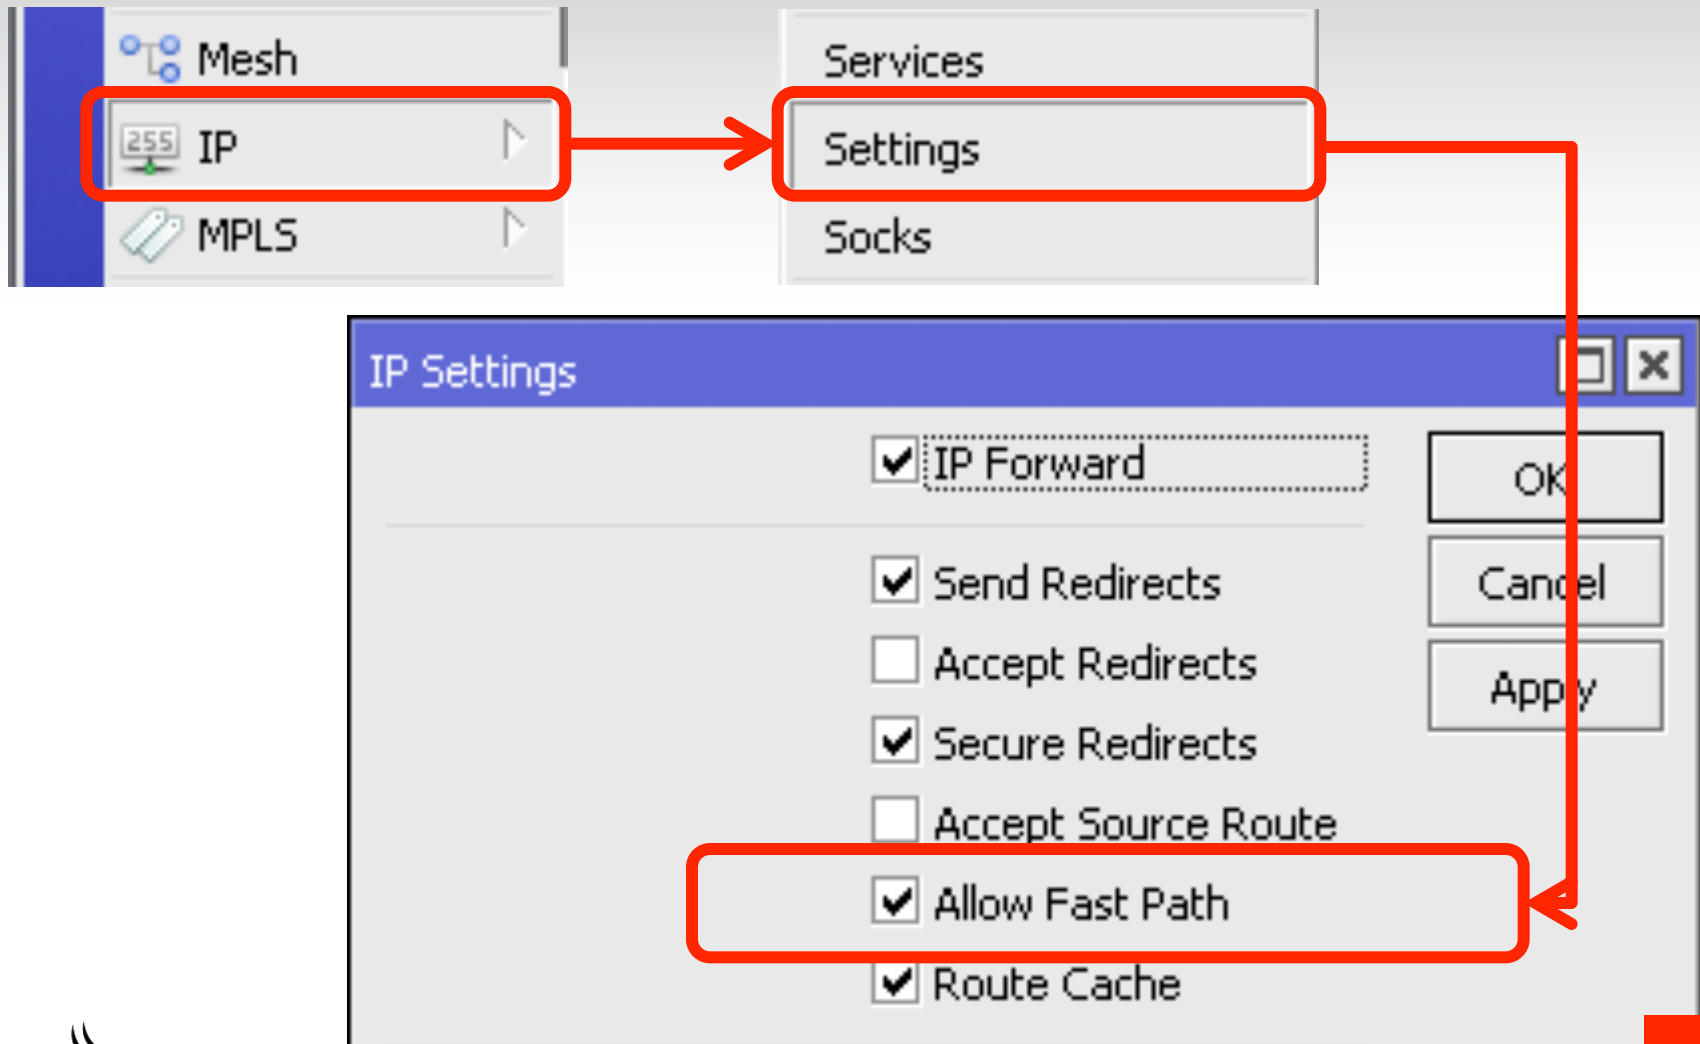 Mesh
255 IP
MPLS
Services
Settings
Socks
IP Settings
IP Forward
OK
Send Redirects
Cancel
Accept Redirects
Apply
Secure Redirects
Accept Source Route
Allow Fast Path
Route Cache